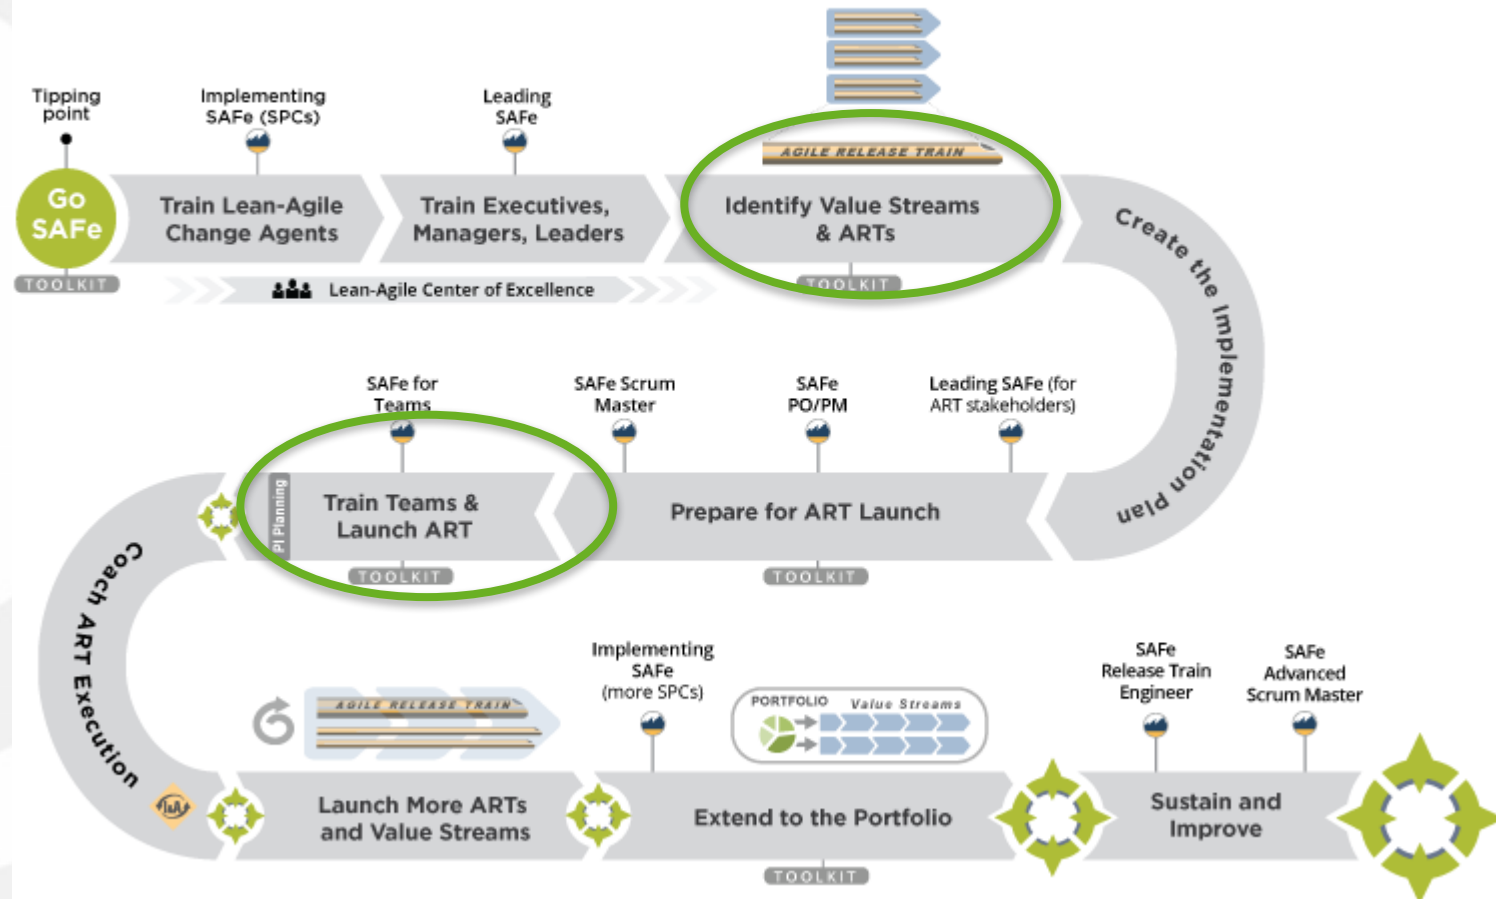 Tipping
point
Implementing
SAFe (SPCs)
Leading
SAFe
AGILE RELEASE TRAIN
Go
SAFe
Train Lean-Agile
Change Agents
Train Executives,
Managers, Leaders
Identify Value Streams
& ARTs
Create the Implementation Plan
TOOLKIT
Lean-Agile Center of Excellence
TOOLKIT
SAFe for
Teams
SAFe Scrum
Master
SAFe
PO/PM
Leading SAFe (for
ART stakeholders)
PI Planning
Train Teams &
Launch ART
Prepare for ART Launch
TOOLKIT
TOOLKIT
Coach ART Execution
I&A
AGILE RELEASE TRAIN
Implementing
SAFe
(more SPCs)
PORTFOLIO
Value Streams
SAFe
Release Train
Engineer
SAFe
Advanced
Scrum Master
Launch More ARTs
and Value Streams
Extend to the Portfolio
Sustain and
Improve
TOOLKIT